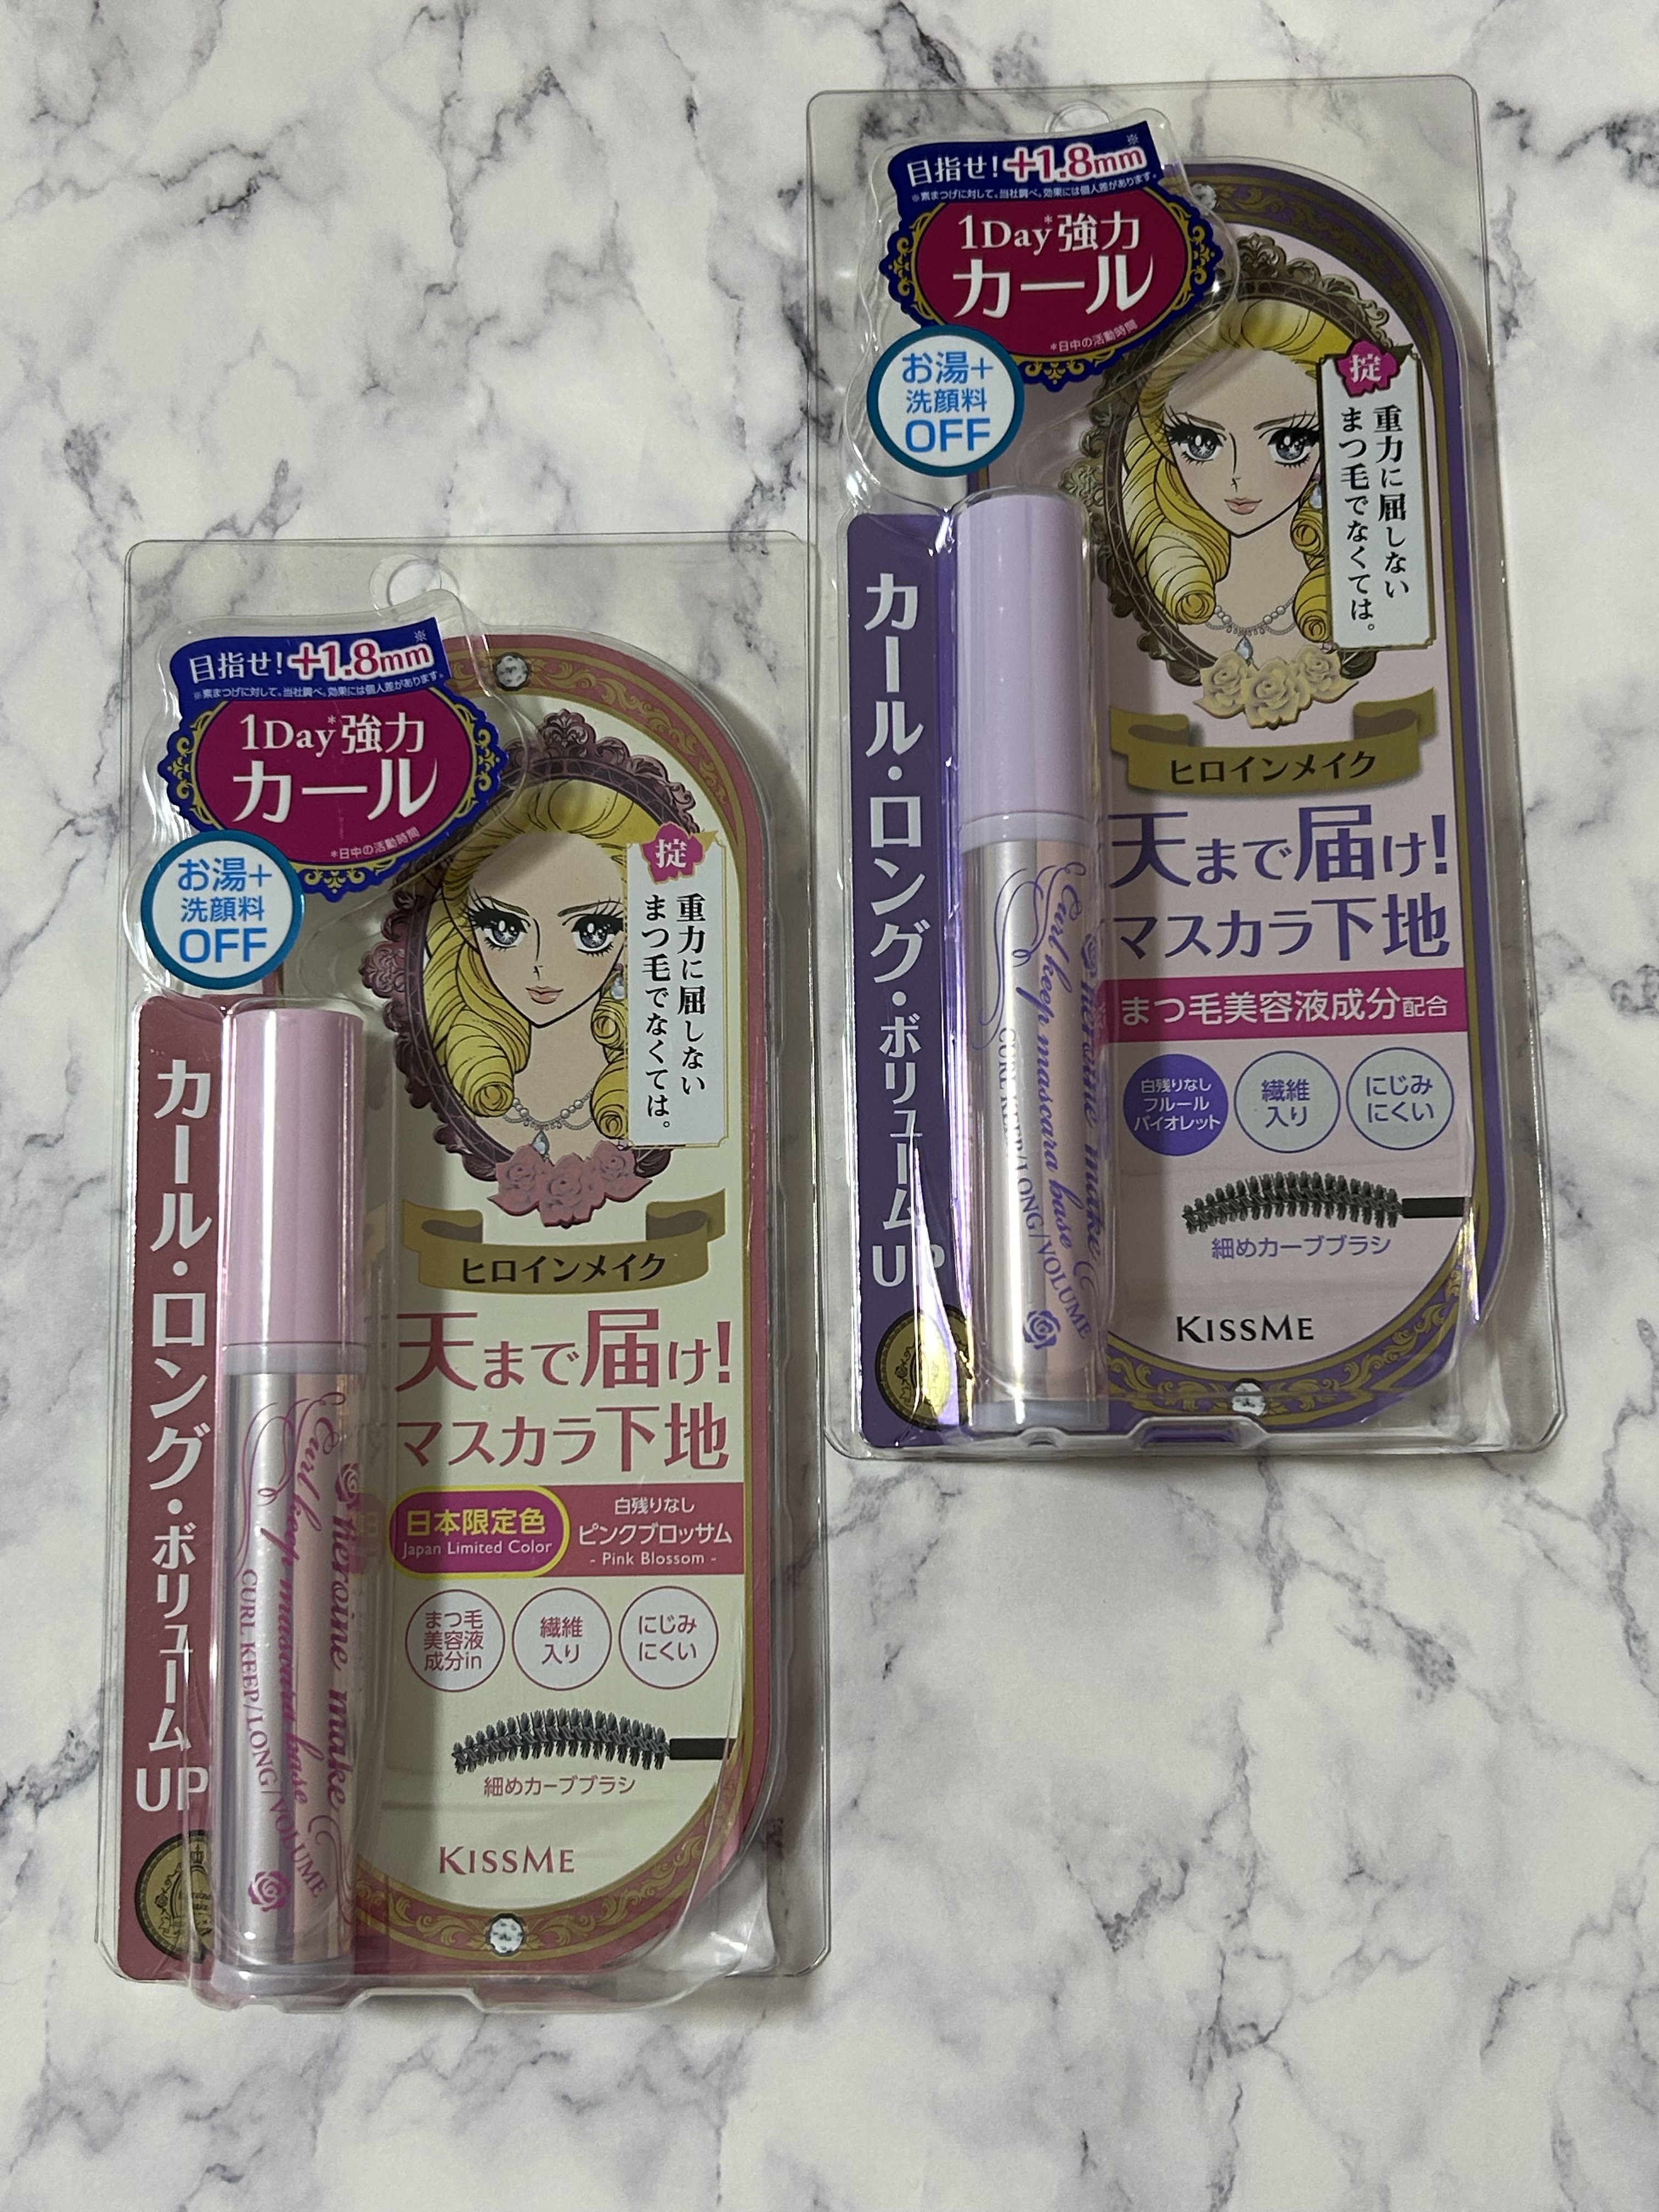 目指せ!+1.8mm※
※素まつげに対して。当社調べ。効果には個人差があります。
1Day*強力
カール
*日中の活動時間
お湯+
洗顔料
OFF
掟
重力に屈しない
まつ毛でなくては。
カール・ロング・ボリュームUP
ヒロインメイク
天まで届け!
マスカラ下地
まつ毛美容液成分配合
白残りなし
フルール
バイオレット
繊維
入り
にじみ
にくい
細めカーブブラシ
KISSME
heroine make
Curl keep mascara base
CURL KEEP/LONG/VOLUME
目指せ!+1.8mm※
※素まつげに対して。当社調べ。効果には個人差があります。
1Day*強力
カール
*日中の活動時間
お湯+
洗顔料
OFF
掟
重力に屈しない
まつ毛でなくては。
カール・ロング・ボリュームUP
ヒロインメイク
天まで届け!
マスカラ下地
日本限定色
Japan Limited Color
白残りなし
ピンクブロッサム
- Pink Blossom -
まつ毛
美容液
成分in
繊維
入り
にじみ
にくい
細めカーブブラシ
KISSME
heroine make
Curl keep mascara base
CURL KEEP/LONG/VOLUME